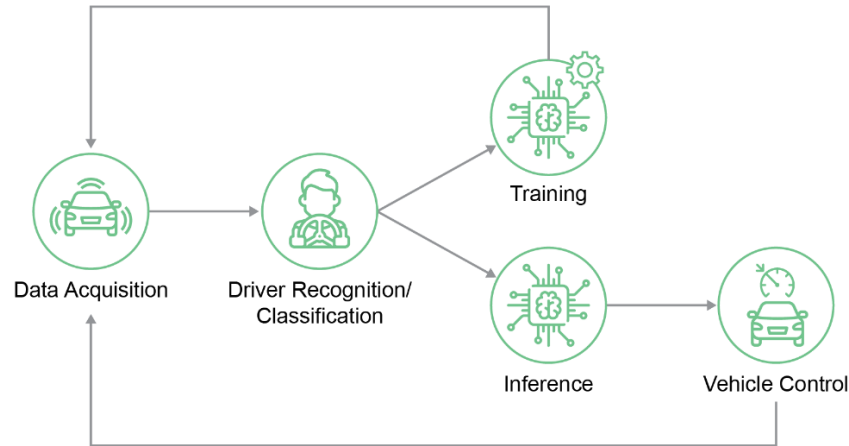 Training
Data Acquisition
Driver Recognition/
Classification
Inference
Vehicle Control